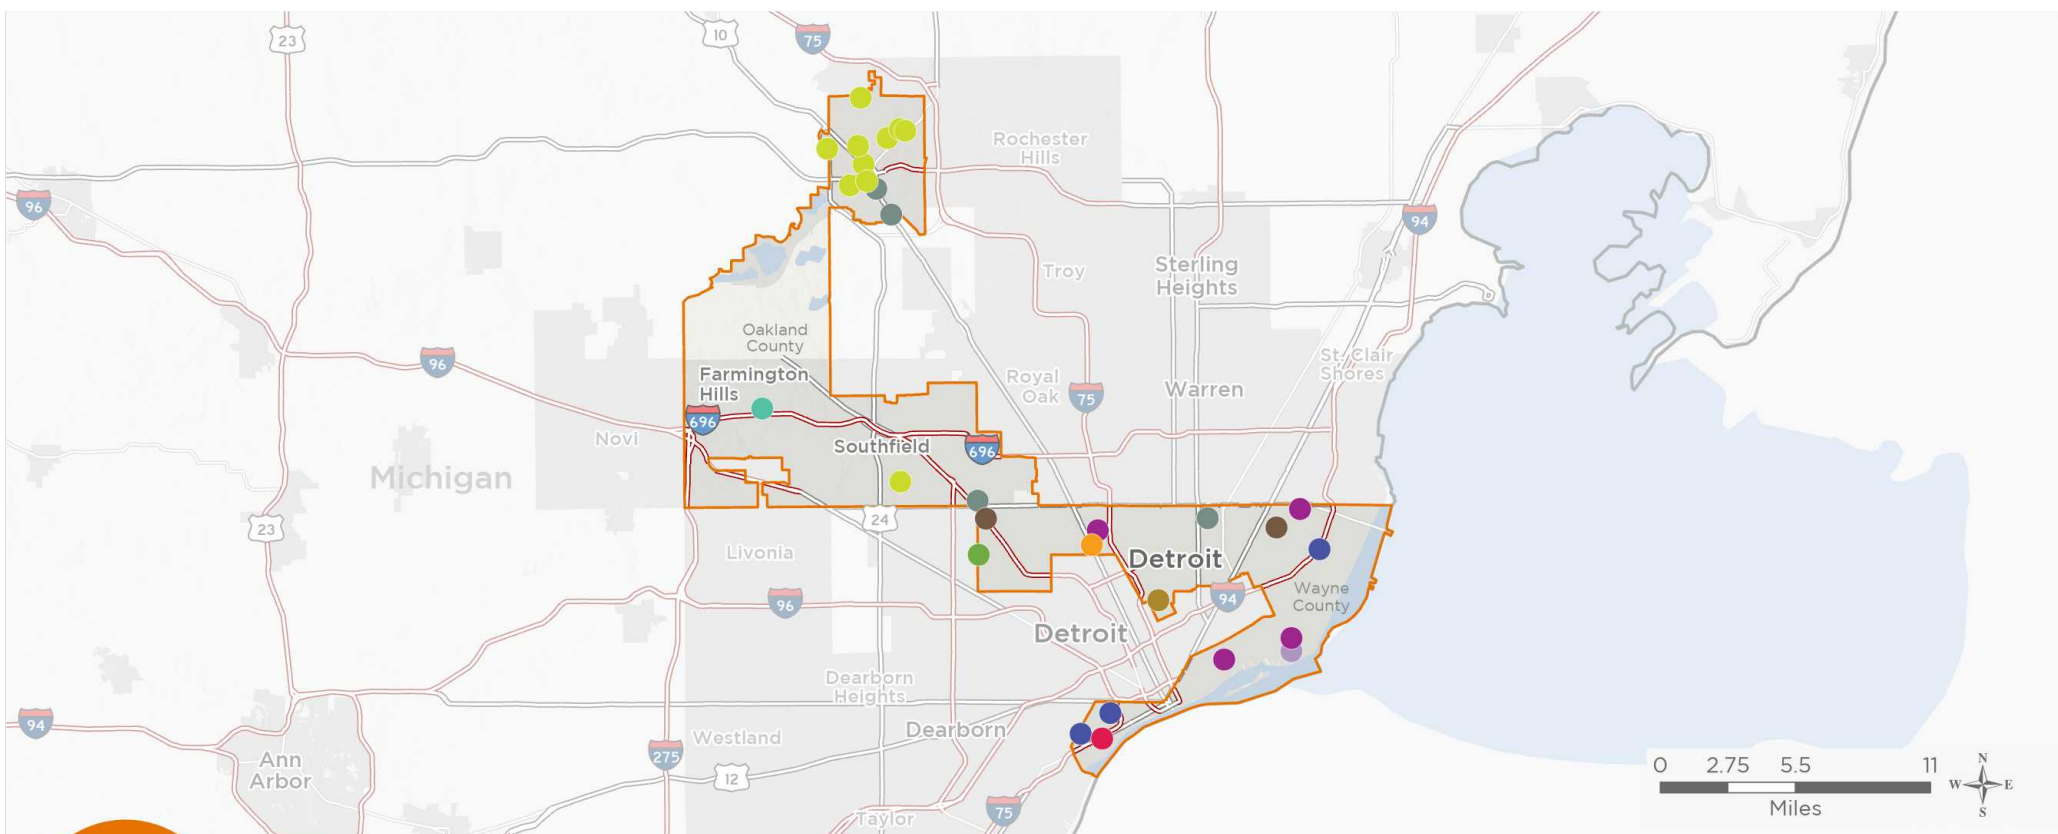 23
10
75
Rochester
Hills
96
94
Troy
Sterling
Heights
Oakland
County
96
St. Clair
Shores
Farmington
Hills
Royal
Oak
75
Warren
696
Novi
Southfield
696
Michigan
23
24
Livonia
Detroit
96
94
Wayne
County
Detroit
Dearborn
Heights
94
Westland
Dearborn
275
Ann
Arbor
12
75
Taylor
0 2.75 5.5 11
Miles
N
W E
S